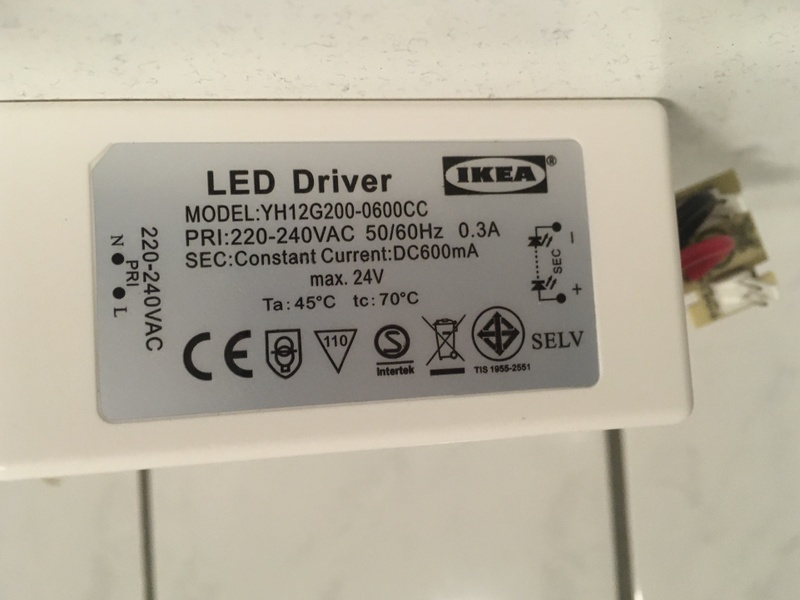 LED Driver
IKEA®
MODEL:YH12G200-0600CC
PRI:220-240VAC 50/60Hz 0.3A
SEC:Constant Current:DC600mA
max. 24V
Ta:45°C tc:70°C
220-240VAC
PRI
N L
SEC
- +
CE
110
S
Intertek
TIS 1955-2551
SELV